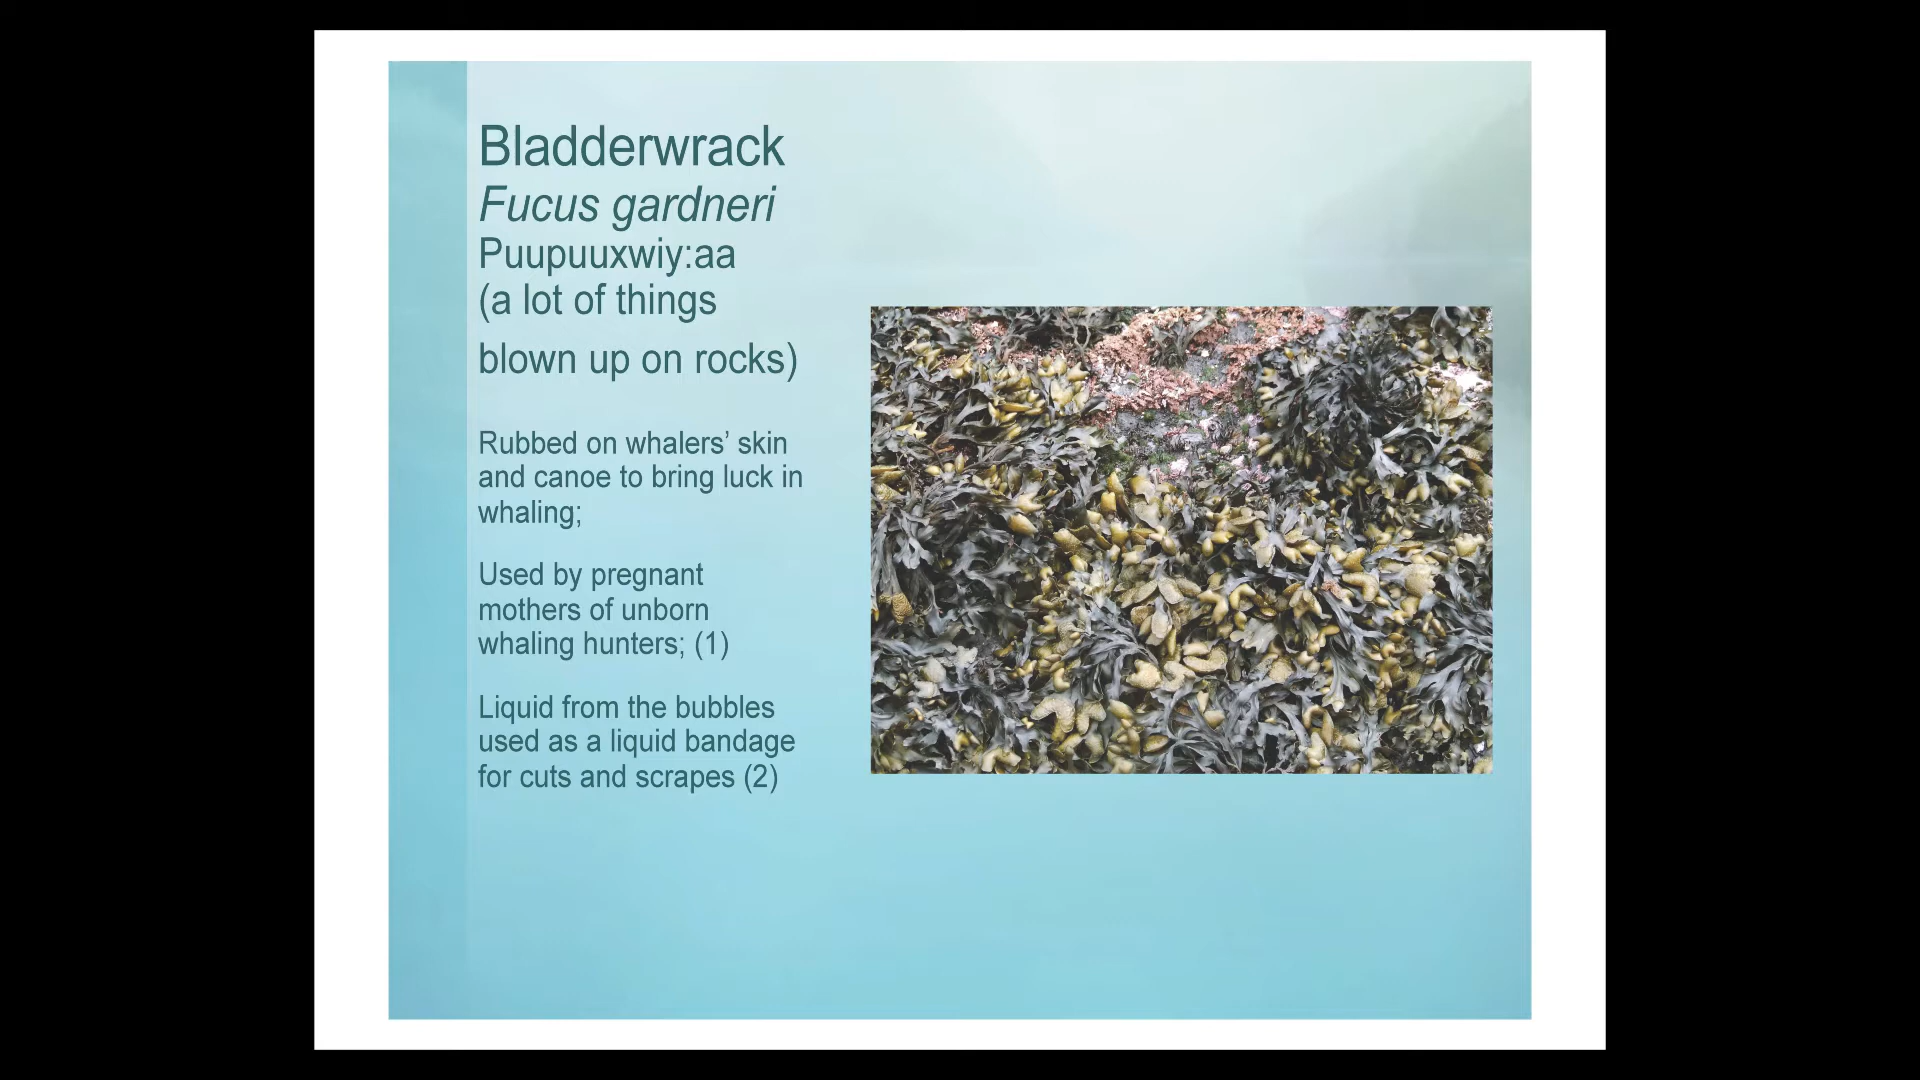 Bladderwrack
Fucus gardneri
Puupuuxwiy:aa
(a lot of things
blown up on rocks)
Rubbed on whalers’ skin
and canoe to bring luck in
whaling;
Used by pregnant
mothers of unborn
whaling hunters; (1)
Liquid from the bubbles
used as a liquid bandage
for cuts and scrapes (2)